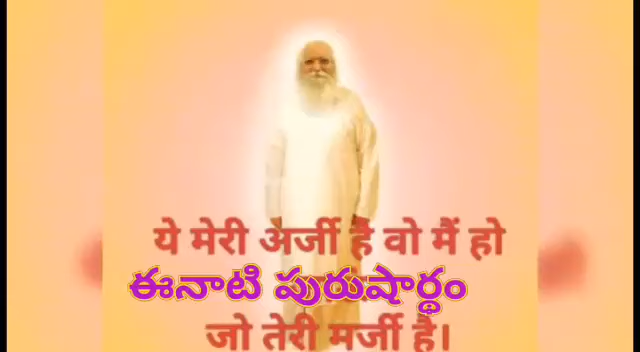 ये मेरी अर्जी है वो मैं हो
ఈనాటి పురుషార్థం
जो तेरी मर्जी है।